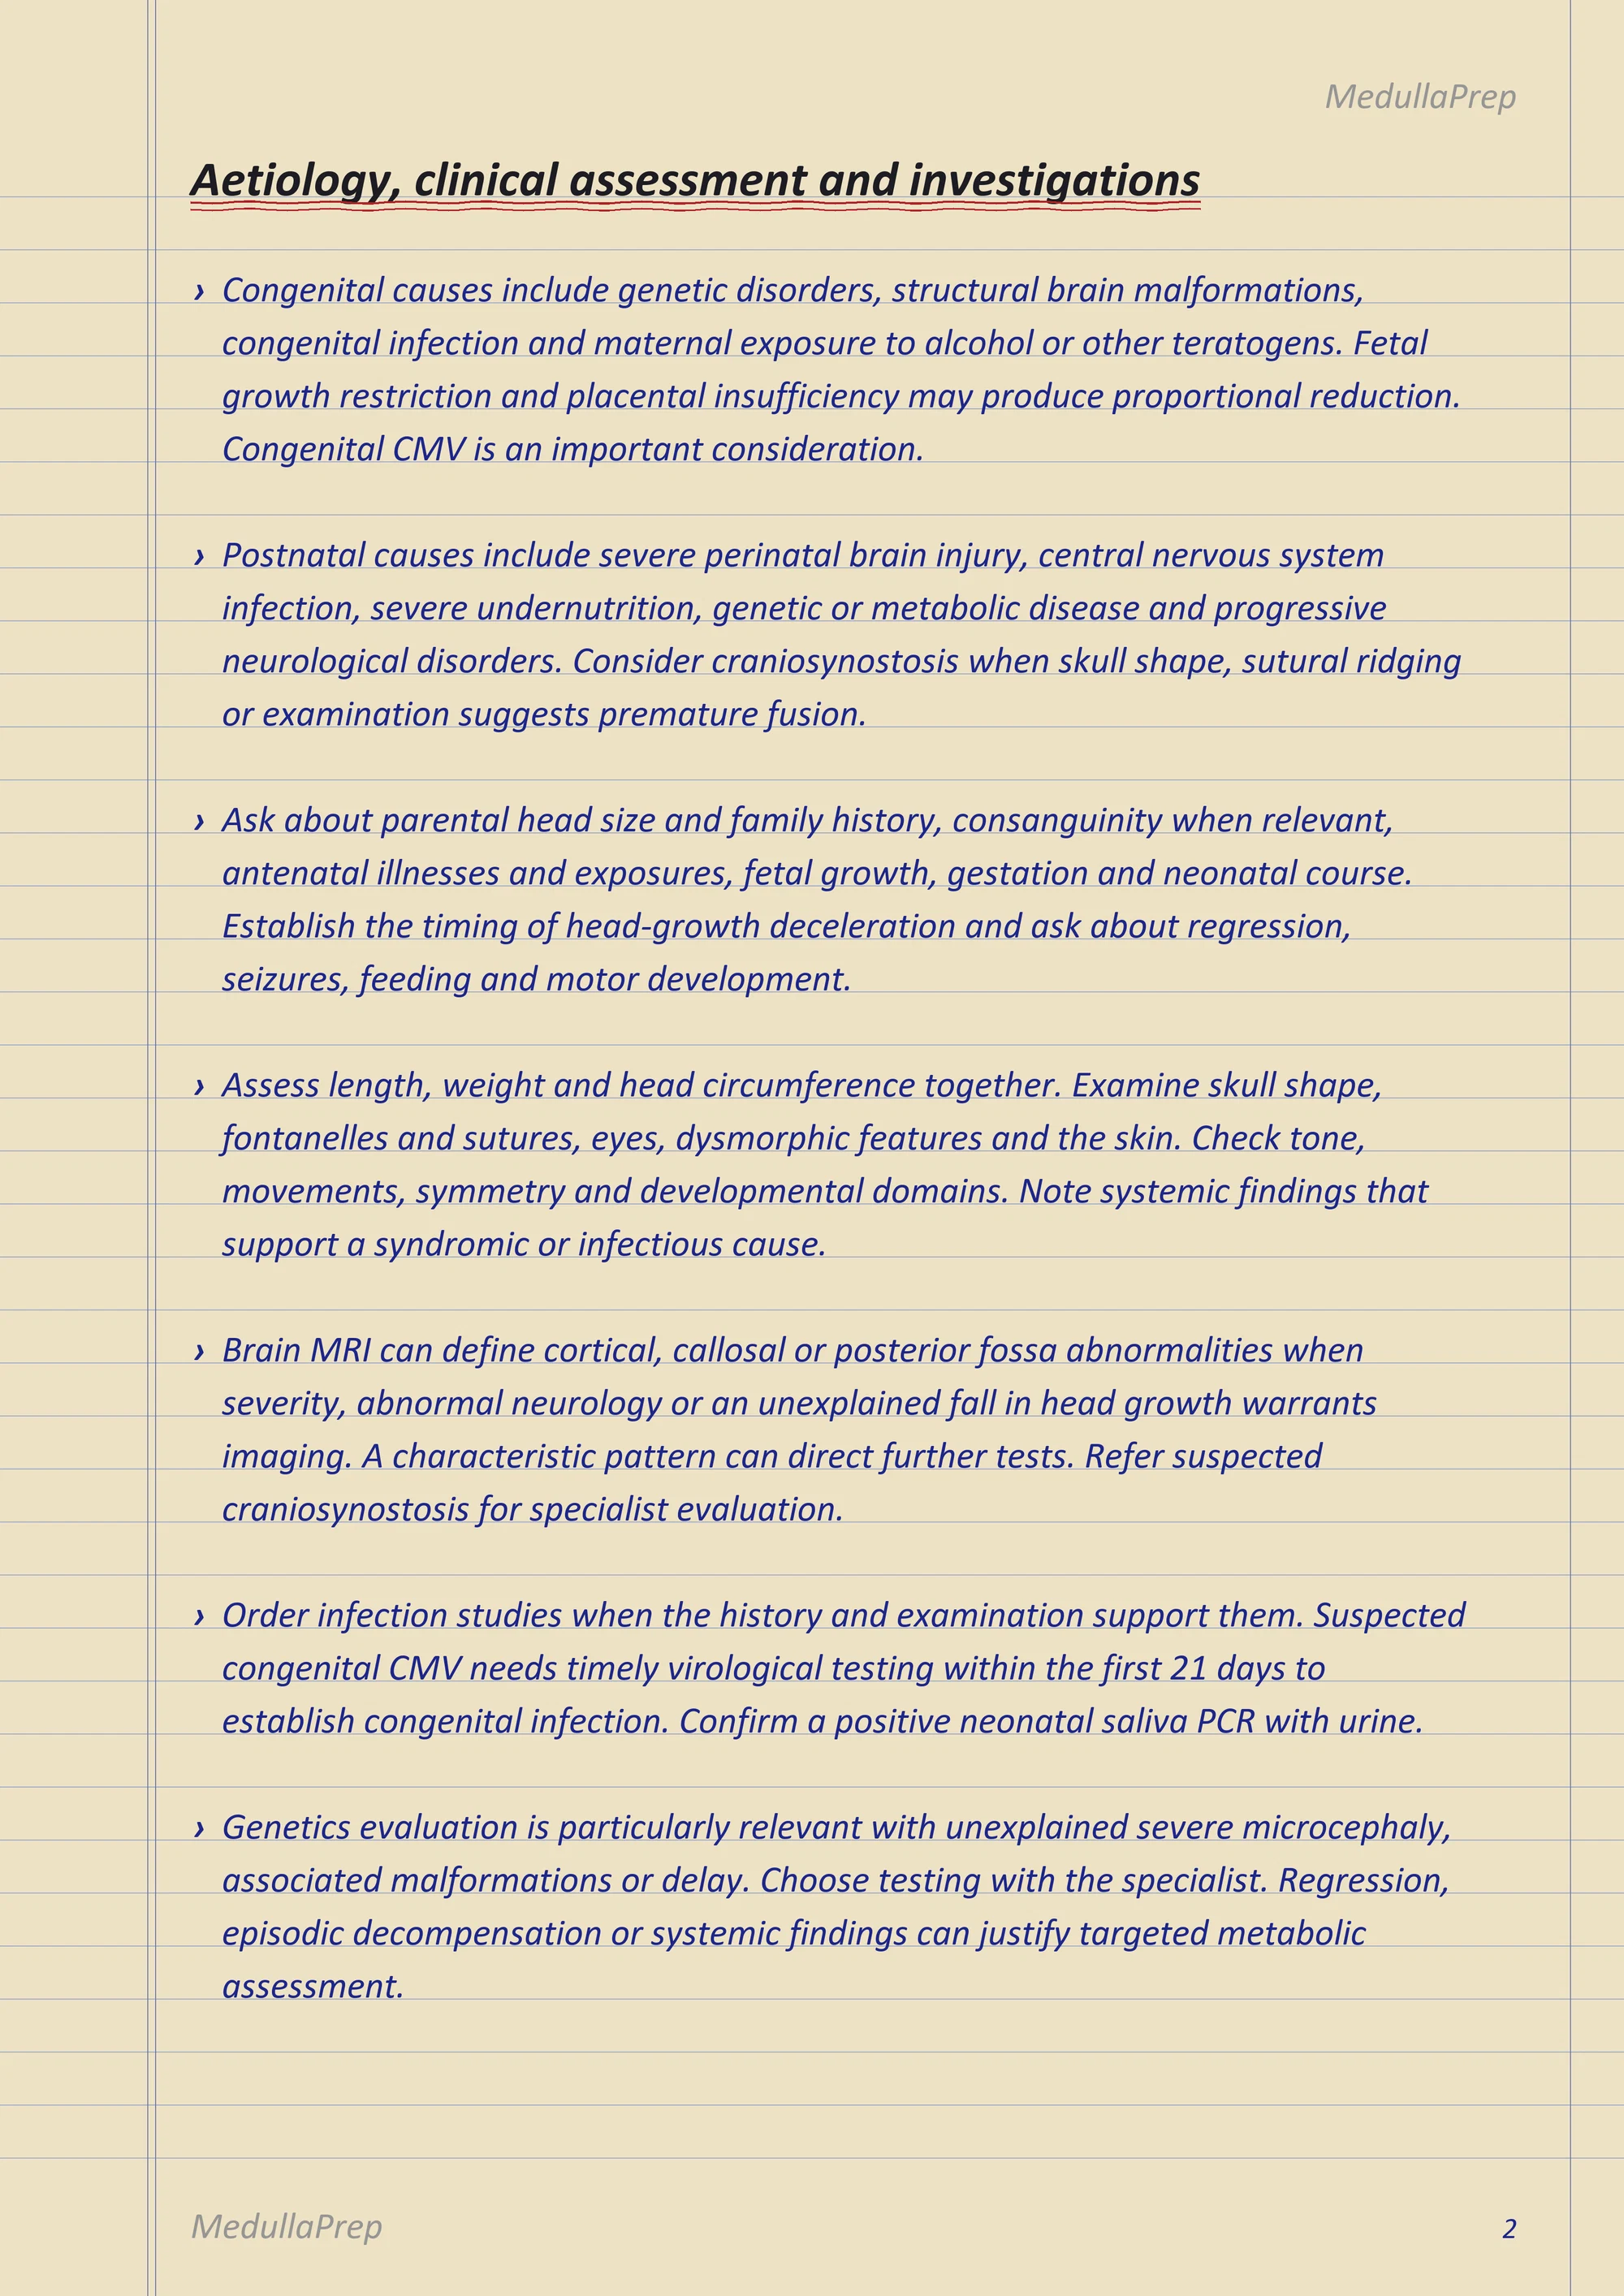 MedullaPrep
Aetiology, clinical assessment and investigations
› Congenital causes include genetic disorders, structural brain malformations,
congenital infection and maternal exposure to alcohol or other teratogens. Fetal
growth restriction and placental insufficiency may produce proportional reduction.
Congenital CMV is an important consideration.
› Postnatal causes include severe perinatal brain injury, central nervous system
infection, severe undernutrition, genetic or metabolic disease and progressive
neurological disorders. Consider craniosynostosis when skull shape, sutural ridging
or examination suggests premature fusion.
› Ask about parental head size and family history, consanguinity when relevant,
antenatal illnesses and exposures, fetal growth, gestation and neonatal course.
Establish the timing of head-growth deceleration and ask about regression,
seizures, feeding and motor development.
› Assess length, weight and head circumference together. Examine skull shape,
fontanelles and sutures, eyes, dysmorphic features and the skin. Check tone,
movements, symmetry and developmental domains. Note systemic findings that
support a syndromic or infectious cause.
› Brain MRI can define cortical, callosal or posterior fossa abnormalities when
severity, abnormal neurology or an unexplained fall in head growth warrants
imaging. A characteristic pattern can direct further tests. Refer suspected
craniosynostosis for specialist evaluation.
› Order infection studies when the history and examination support them. Suspected
congenital CMV needs timely virological testing within the first 21 days to
establish congenital infection. Confirm a positive neonatal saliva PCR with urine.
› Genetics evaluation is particularly relevant with unexplained severe microcephaly,
associated malformations or delay. Choose testing with the specialist. Regression,
episodic decompensation or systemic findings can justify targeted metabolic
assessment.
MedullaPrep
2